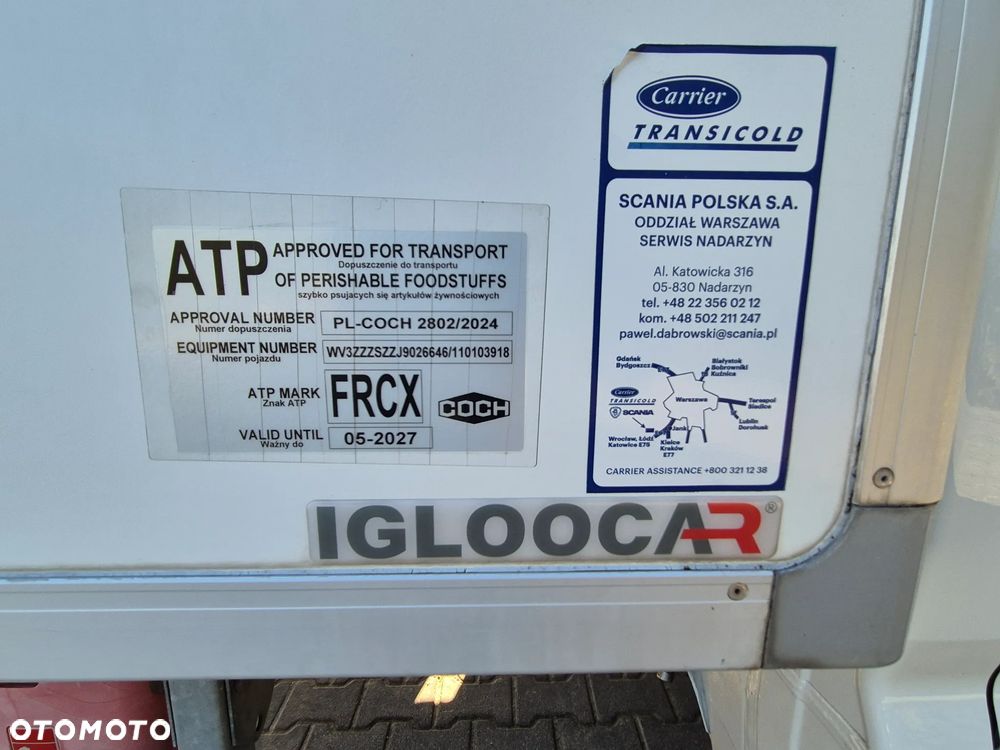 ATP APPROVED FOR TRANSPORT
Dopuszczenie do transportu
OF PERISHABLE FOODSTUFFS
szybko psujących się artykułów żywnościowych
APPROVAL NUMBER
Numer dopuszczenia
PL-COCH 2802/2024
EQUIPMENT NUMBER
Numer pojazdu
WV3ZZZSZZJ9026646/110103918
ATP MARK
Znak ATP
FRCX
COCH
VALID UNTIL
Ważny do
05-2027
Carrier
TRANSICOLD
SCANIA POLSKA S.A.
ODDZIAŁ WARSZAWA
SERWIS NADARZYN
Al. Katowicka 316
05-830 Nadarzyn
tel. +48 22 356 02 12
kom. +48 502 211 247
pawel.dabrowski@scania.pl
Gdańsk
Bydgoszcz
Białystok
Bobrowniki
Kuźnica
Carrier
TRANSICOLD
SCANIA
Warszawa
Terespol
Siedlce
Lublin
Dorohusk
Wrocław, Łódź
Katowice E75
Kielce
Kraków
E77
CARRIER ASSISTANCE +800 321 12 38
IGLOOCAR®
OTOMOTO